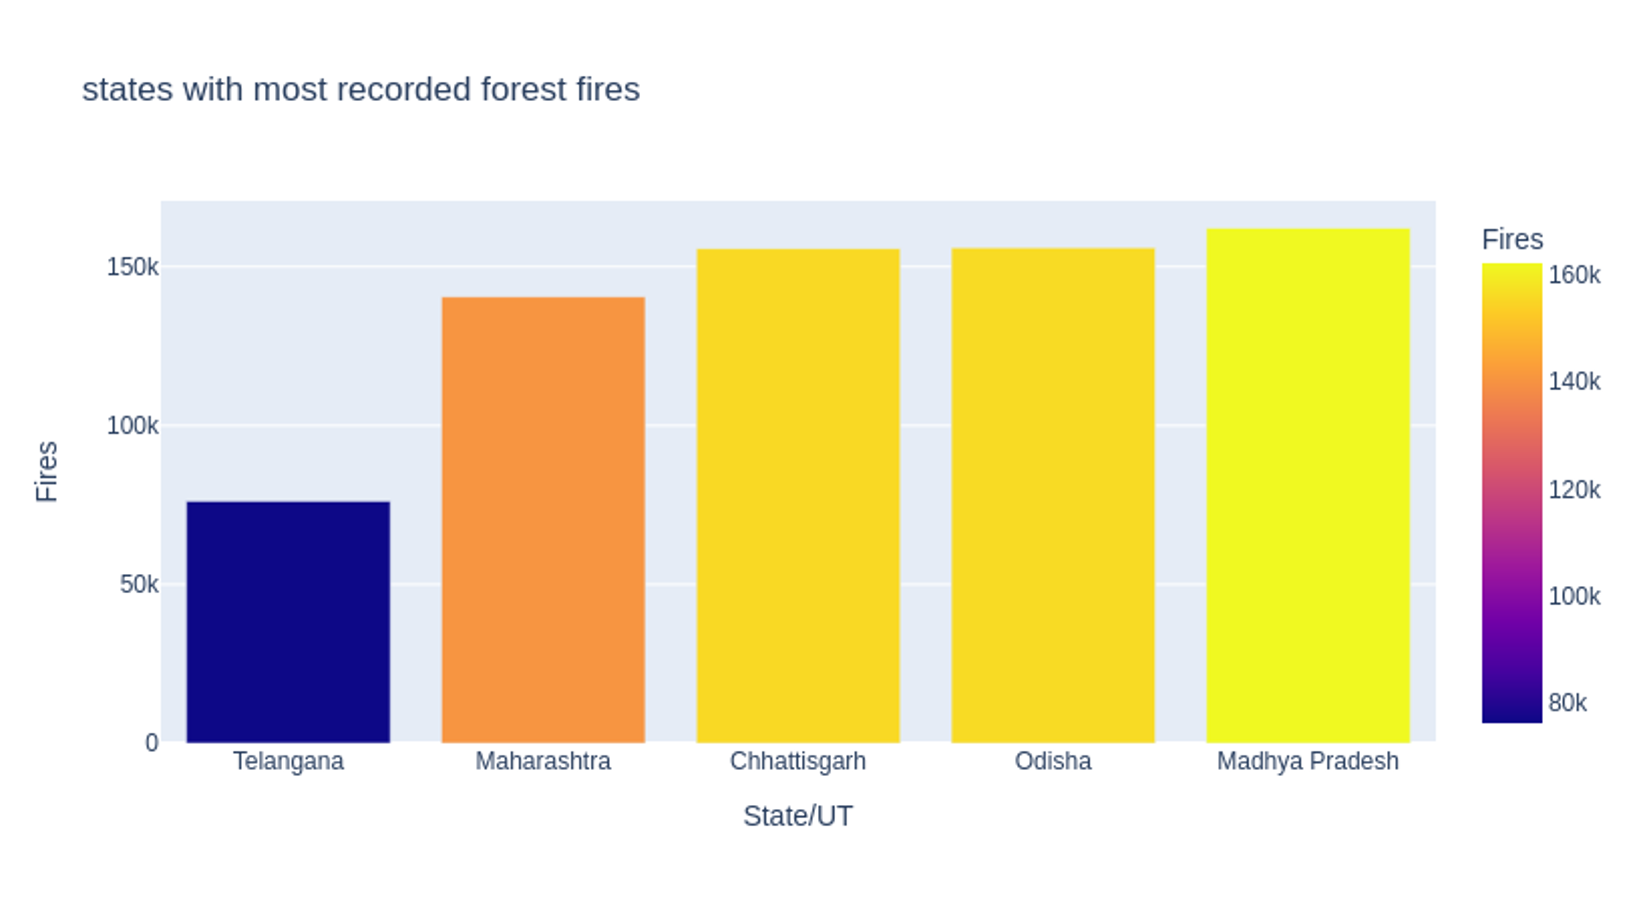 states with most recorded forest fires
Fires
150k
100k
50k
0
Telangana
Maharashtra
Chhattisgarh
Odisha
Madhya Pradesh
State/UT
Fires
160k
140k
120k
100k
80k